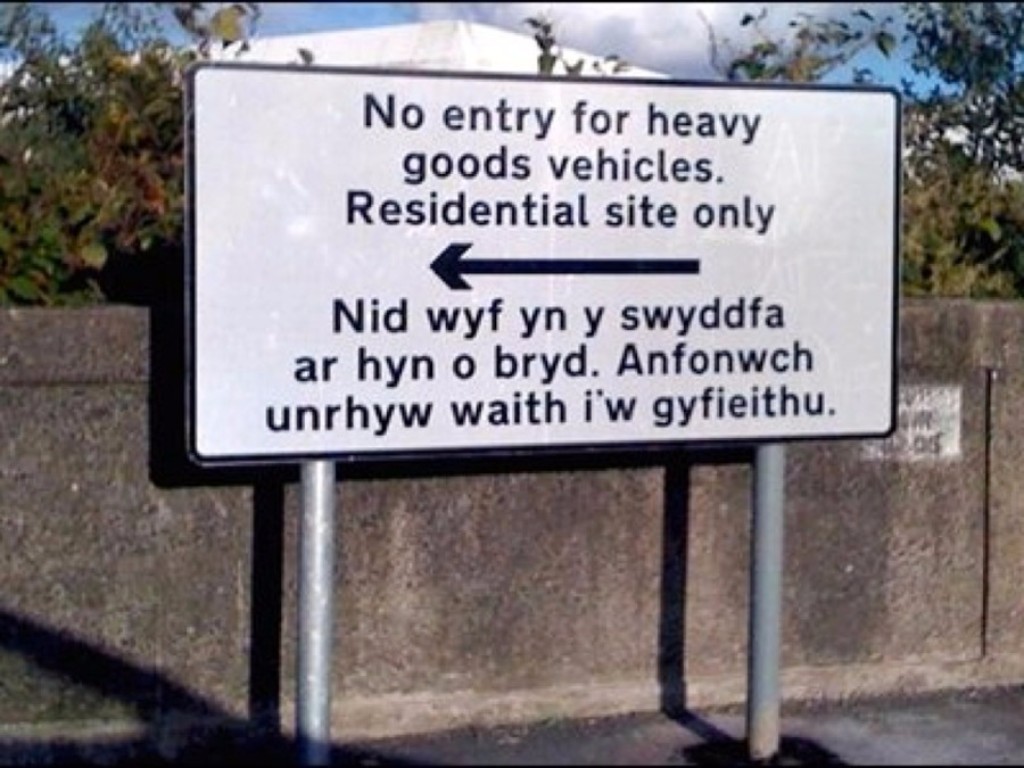 No entry for heavy
goods vehicles.
Residential site only
Nid wyf yn y swyddfa
ar hyn o bryd. Anfonwch
unrhyw waith i'w gyfieithu.